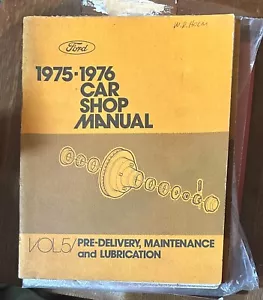 Ford
1975-1976
CAR
SHOP
MANUAL
VOL 5/ PRE-DELIVERY, MAINTENANCE
and LUBRICATION